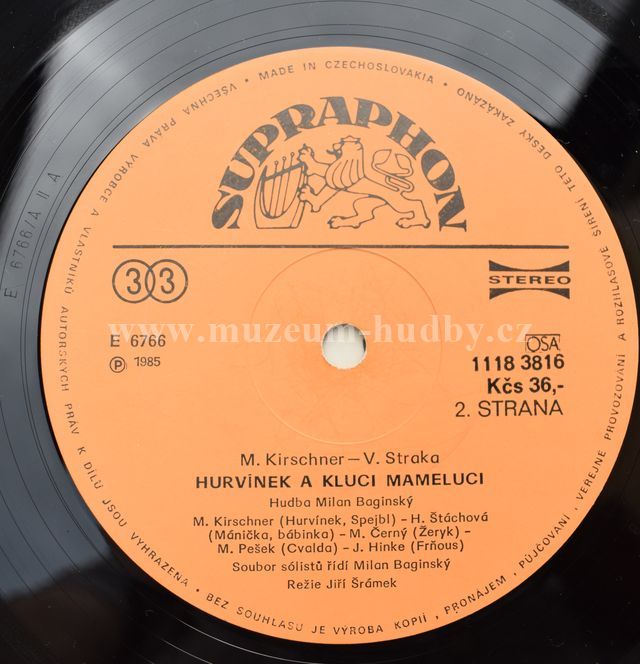 • MADE IN CZECHOSLOVAKIA •
VŠECHNA PRÁVA VÝROBCE A VLASTNÍKŮ AUTORSKÝCH PRÁV K DÍLŮ JSOU VYHRAZENA • BEZ SOUHLASU JE VÝROBA KOPIÍ, PRONÁJEM, PŮJČOVÁNÍ, VEREJNÉ PROVOZOVÁNÍ A ROZHLASOVÉ ŠÍŘENÍ TÉTO DESKY ZAKÁZÁNO
SUPRAPHON
33
STEREO
www.muzeum-hudby.cz
E 6766
Ⓟ 1985
OSA
1118 3816
Kčs 36,-
2. STRANA
M. Kirschner — V. Straka
HURVÍNEK A KLUCI MAMELUCI
Hudba Milan Baginský
M. Kirschner (Hurvínek, Spejbl) – H. Štáchová
(Mánička, bábinka) – M. Černý (Žeryk) –
M. Pešek (Cvalda) – J. Hinke (Frňous)
Soubor sólistů řídí Milan Baginský
Režie Jiří Šrámek
E 6766/A II A